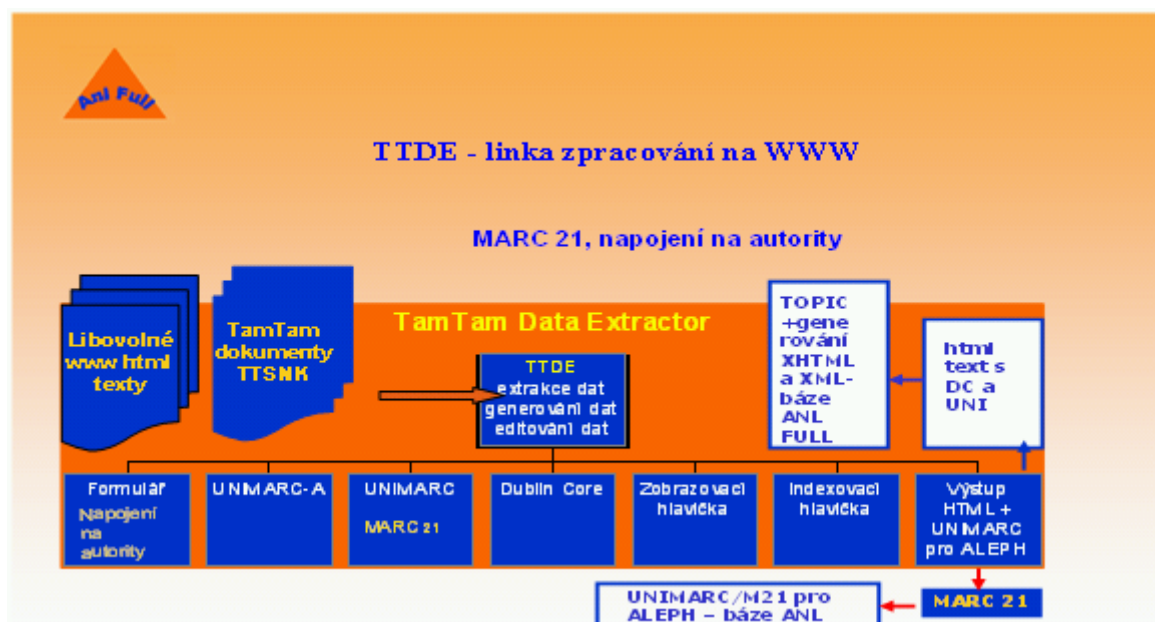 Anl Full
TTDE - linka zpracování na WWW
MARC 21, napojení na autority
Libovolné
www html
texty
TamTam
dokumenty
TTSNK
TamTam Data Extractor
TTDE
extrakce dat
generování dat
editování dat
TOPIC
+gene
rování
XHTML
a XML-
báze
ANL
FULL
html
text s
DC a
UNI
Formulář
Napojení
na
autority
UNIMARC-A
UNIMARC
MARC 21
Dublin Core
Zobrazovací
hlavička
Indexovací
hlavička
Výstup
HTML +
UNIMARC
pro ALEPH
UNIMARC/M21 pro
ALEPH – báze ANL
MARC 21